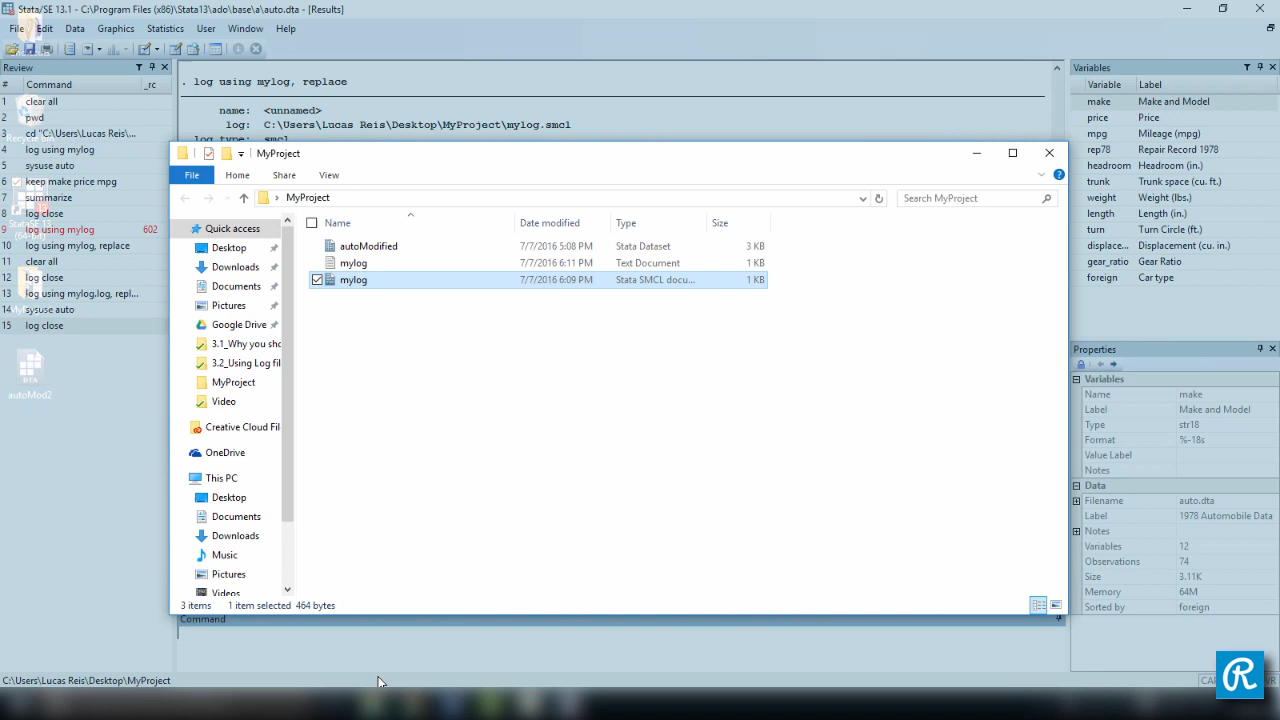 Stata/SE 13.1 - C:\Program Files (x86)\Stata13\ado\base\a\auto.dta - [Results]
File Edit Data Graphics Statistics User Window Help
Review
# Command _rc
1 clear all
2 pwd
3 cd "C:\Users\Lucas Reis\...
4 log using mylog
5 sysuse auto
6 keep make price mpg
7 summarize
8 log close
9 log using mylog 602
10 log using mylog, replace
11 clear all
12 log close
13 log using mylog.log, repl...
14 sysuse auto
15 log close
autoMod2
. log using mylog, replace
name: <unnamed>
log: C:\Users\Lucas Reis\Desktop\MyProject\mylog.smcl
log type: smcl
MyProject
File Home Share View
MyProject
Search MyProject
Quick access
Desktop
Downloads
Documents
Pictures
Google Drive
3.1_Why you sho
3.2_Using Log fil
MyProject
Video
Creative Cloud Fil
OneDrive
This PC
Desktop
Documents
Downloads
Music
Pictures
Videos
Name Date modified Type Size
autoModified 7/7/2016 5:08 PM Stata Dataset 3 KB
mylog 7/7/2016 6:11 PM Text Document 1 KB
mylog 7/7/2016 6:09 PM Stata SMCL docu... 1 KB
3 items 1 item selected 464 bytes
Command
C:\Users\Lucas Reis\Desktop\MyProject
Variables
Variable Label
make Make and Model
price Price
mpg Mileage (mpg)
rep78 Repair Record 1978
headroom Headroom (in.)
trunk Trunk space (cu. ft.)
weight Weight (lbs.)
length Length (in.)
turn Turn Circle (ft.)
displace... Displacement (cu. in.)
gear_ratio Gear Ratio
foreign Car type
Properties
Variables
Name make
Label Make and Model
Type str18
Format %-18s
Value Label
Notes
Data
Filename auto.dta
Label 1978 Automobile Data
Notes
Variables 12
Observations 74
Size 3.11K
Memory 64M
Sorted by foreign
R